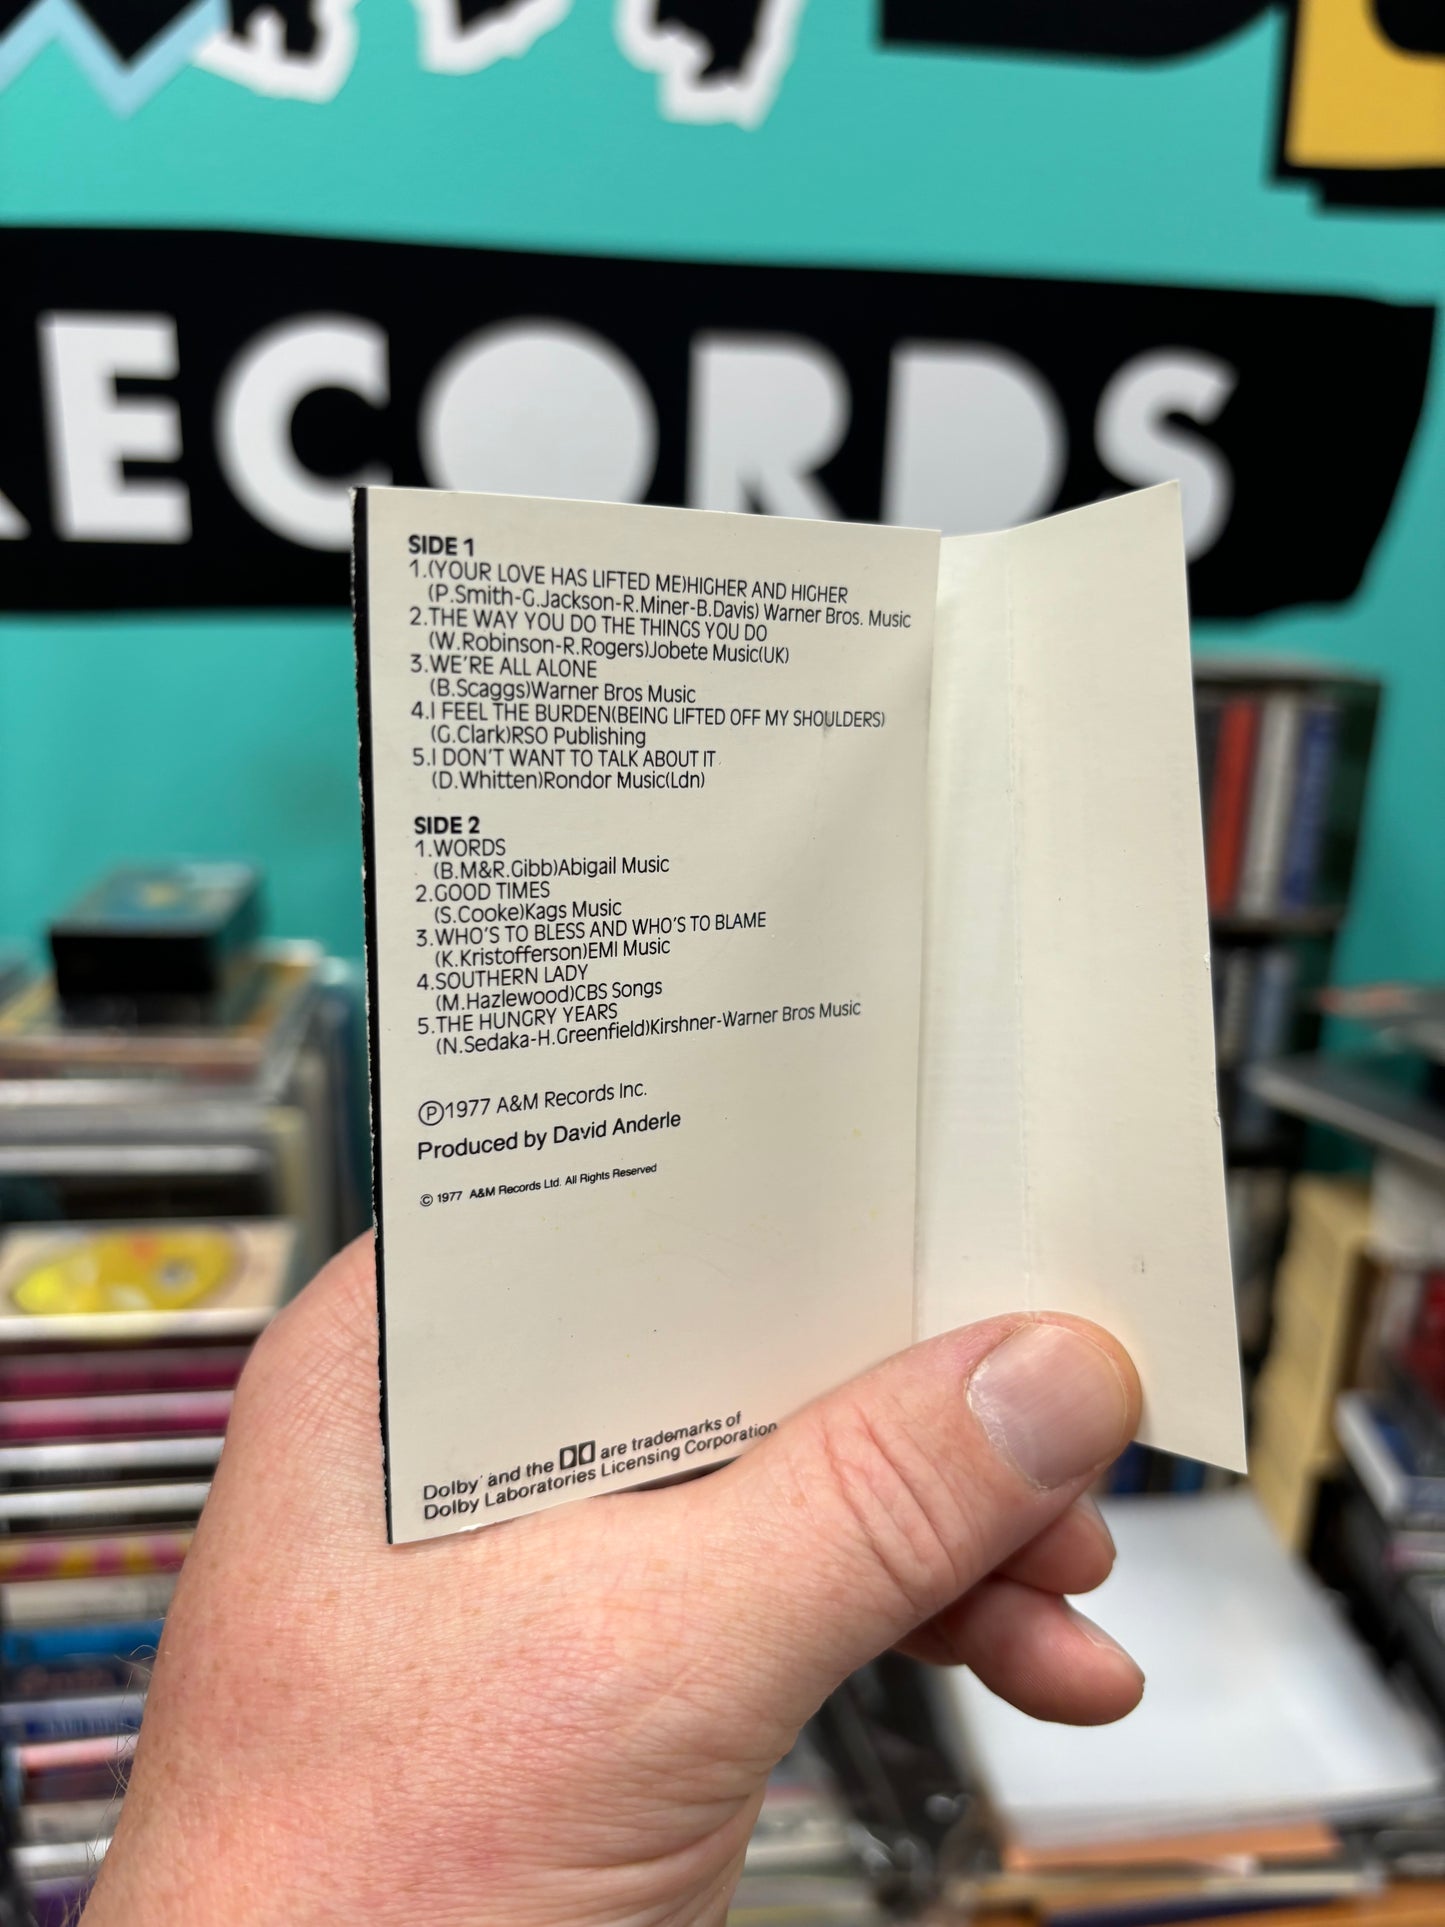 RECORDS
SIDE 1
1.(YOUR LOVE HAS LIFTED ME)HIGHER AND HIGHER
(P.Smith-G.Jackson-R.Miner-B.Davis) Warner Bros. Music
2.THE WAY YOU DO THE THINGS YOU DO
(W.Robinson-R.Rogers)Jobete Music(UK)
3.WE'RE ALL ALONE
(B.Scaggs)Warner Bros Music
4.I FEEL THE BURDEN(BEING LIFTED OFF MY SHOULDERS)
(G.Clark)RSO Publishing
5.I DON'T WANT TO TALK ABOUT IT
(D.Whitten)Rondor Music(Ldn)
SIDE 2
1.WORDS
(B.M&R.Gibb)Abigail Music
2.GOOD TIMES
(S.Cooke)Kags Music
3.WHO'S TO BLESS AND WHO'S TO BLAME
(K.Kristofferson)EMI Music
4.SOUTHERN LADY
(M.Hazlewood)CBS Songs
5.THE HUNGRY YEARS
(N.Sedaka-H.Greenfield)Kirshner-Warner Bros Music
℗1977 A&M Records Inc.
Produced by David Anderle
© 1977 A&M Records Ltd. All Rights Reserved
Dolby and the DD are trademarks of
Dolby Laboratories Licensing Corporation